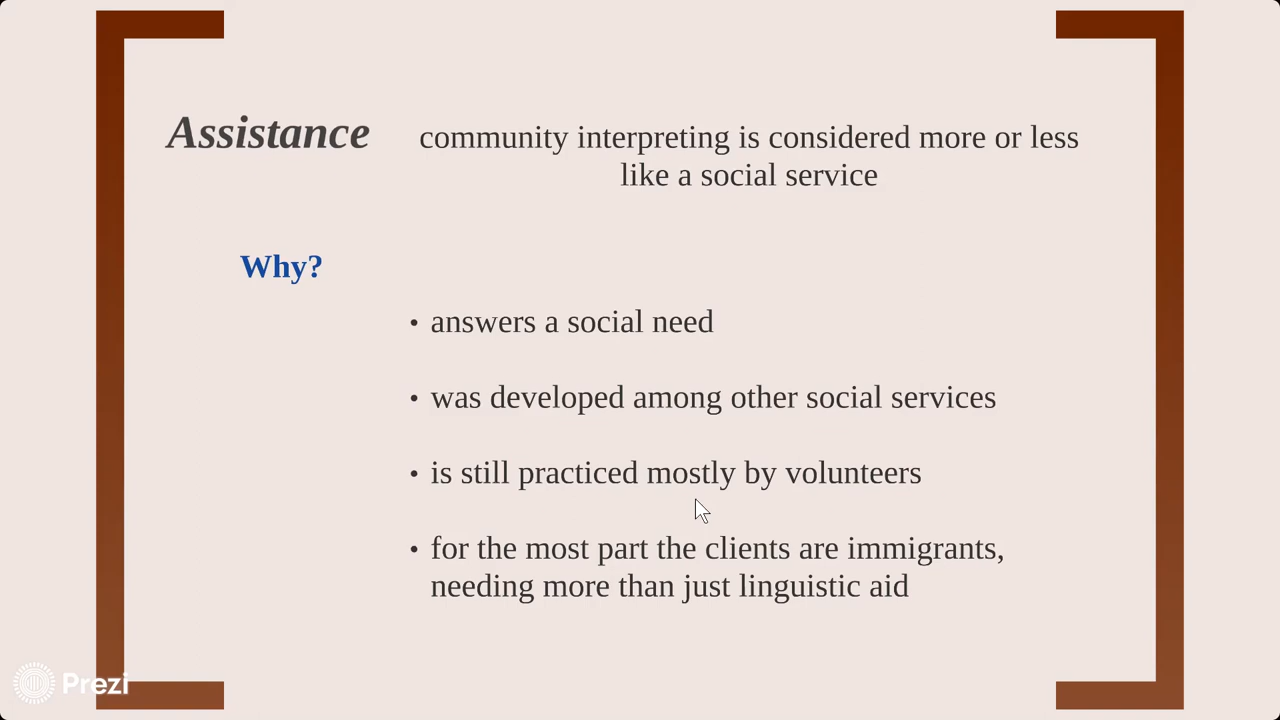 Assistance
community interpreting is considered more or less
like a social service
Why?
• answers a social need
• was developed among other social services
• is still practiced mostly by volunteers
• for the most part the clients are immigrants,
needing more than just linguistic aid
Prezi